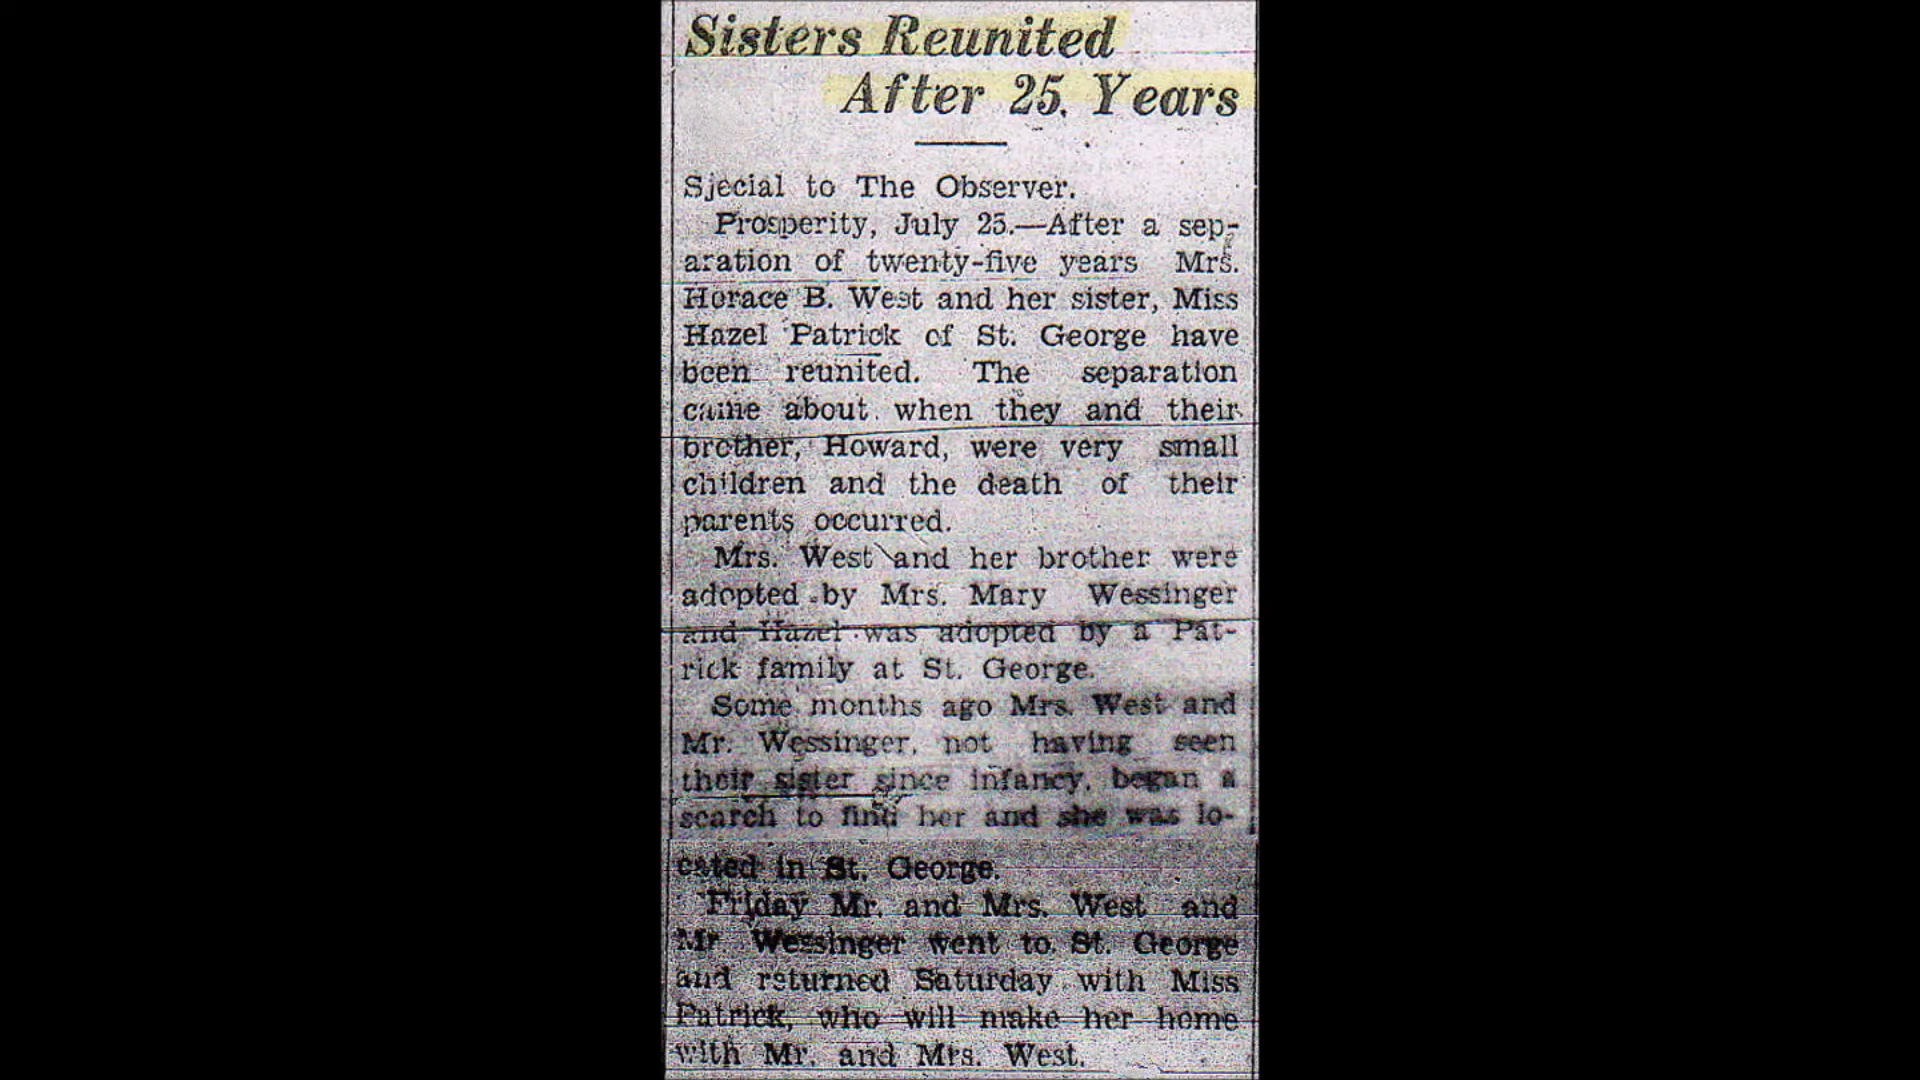 Sisters Reunited
After 25 Years
Sjecial to The Observer.
Prosperity, July 25.—After a sep-
aration of twenty-five years Mrs.
Horace B. West and her sister, Miss
Hazel Patrick of St. George have
been reunited. The separation
came about when they and their
brother, Howard, were very small
children and the death of their
parents occurred.
Mrs. West and her brother were
adopted by Mrs. Mary Wessinger
and Hazel was adopted by a Pat-
rick family at St. George.
Some months ago Mrs. West and
Mr. Wessinger, not having seen
their sister since infancy, began a
search to find her and she was lo-
cated in St. George.
Friday Mr. and Mrs. West and
Mr Wessinger went to St. George
and returned Saturday with Miss
Patrick, who will make her home
with Mr. and Mrs. West.